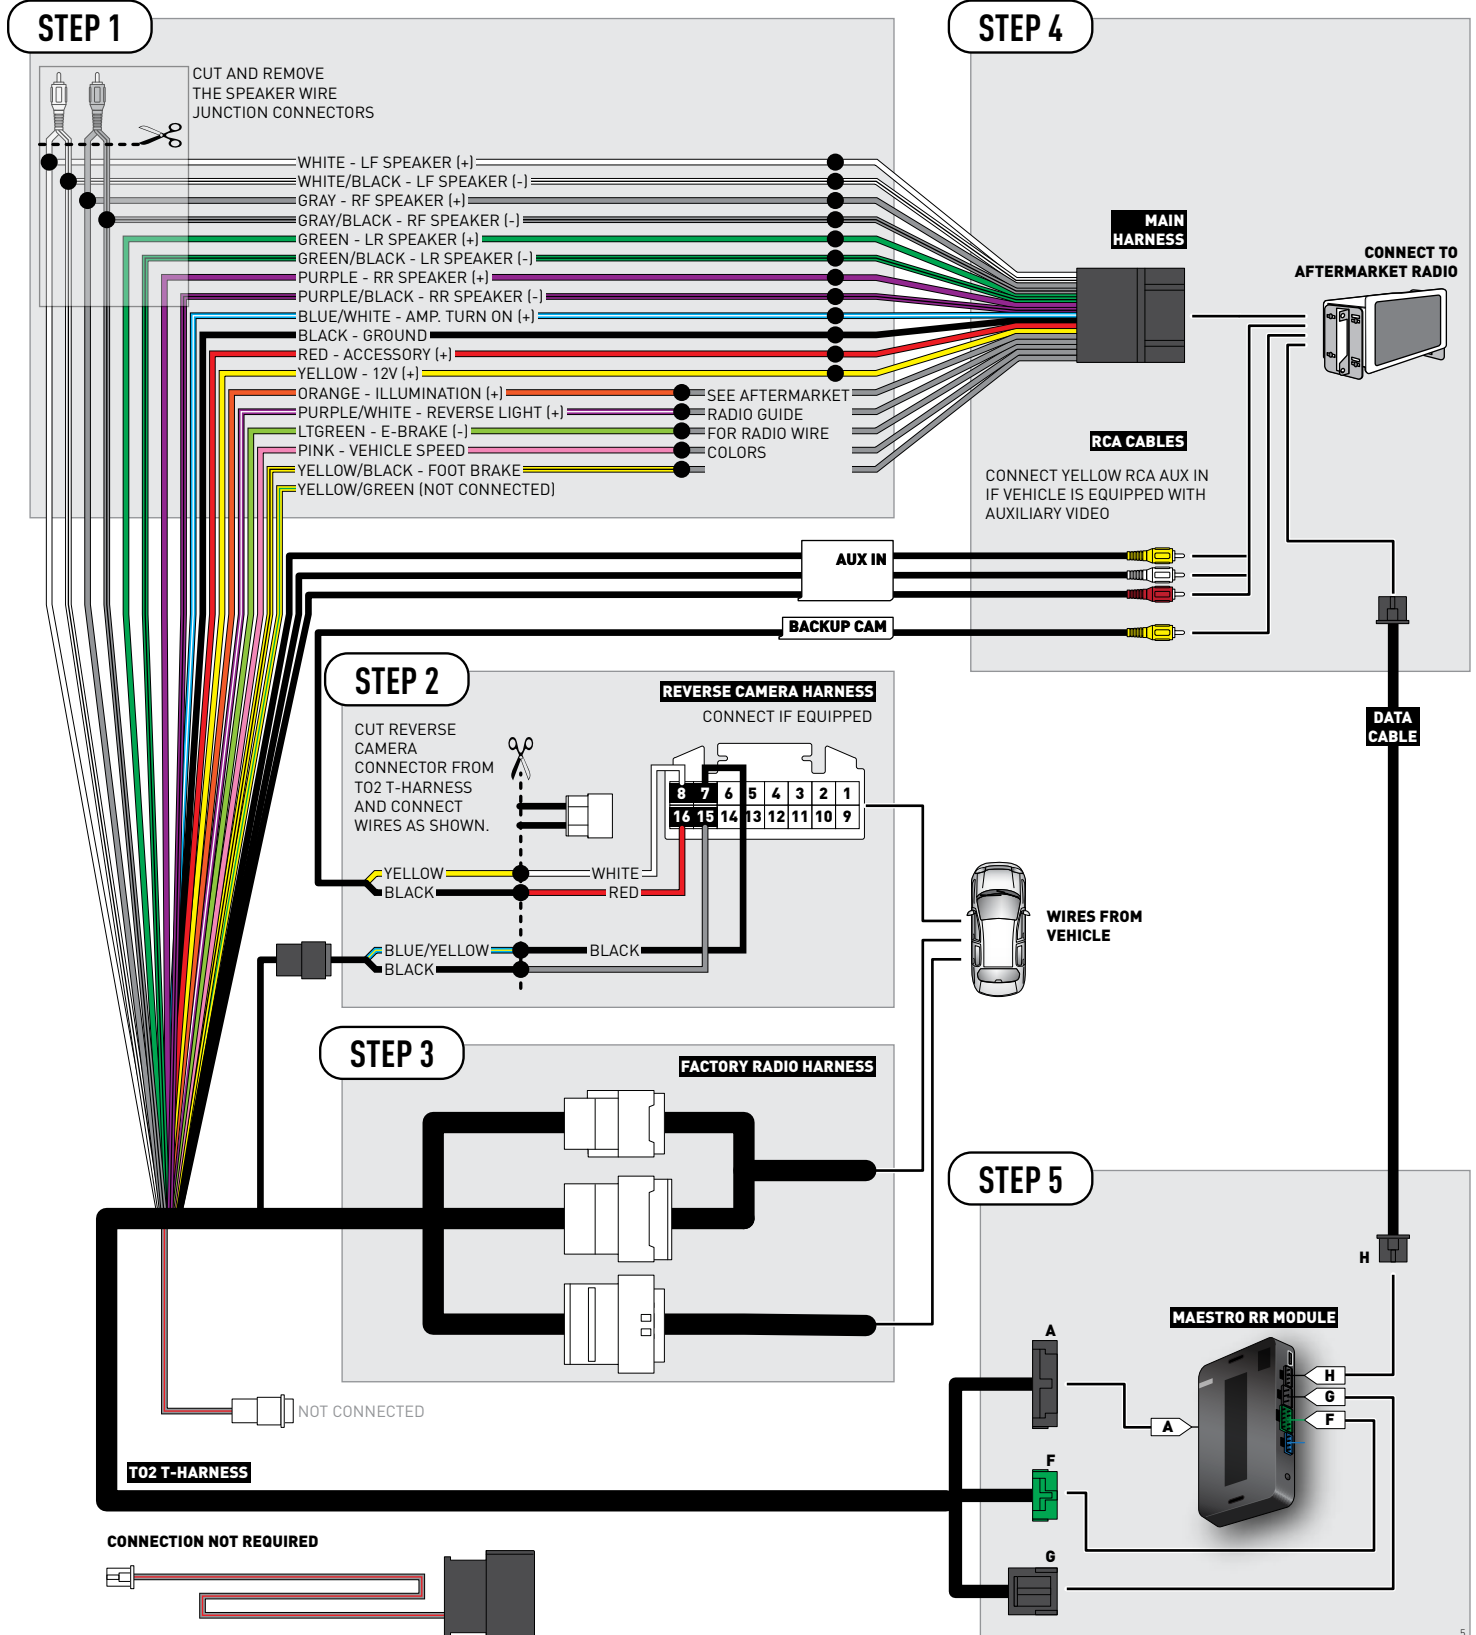 STEP 1
CUT AND REMOVE
THE SPEAKER WIRE
JUNCTION CONNECTORS
WHITE - LF SPEAKER (+)
WHITE/BLACK - LF SPEAKER (-)
GRAY - RF SPEAKER (+)
GRAY/BLACK - RF SPEAKER (-)
GREEN - LR SPEAKER (+)
GREEN/BLACK - LR SPEAKER (-)
PURPLE - RR SPEAKER (+)
PURPLE/BLACK - RR SPEAKER (-)
BLUE/WHITE - AMP. TURN ON (+)
BLACK - GROUND
RED - ACCESSORY (+)
YELLOW - 12V (+)
ORANGE - ILLUMINATION (+)
PURPLE/WHITE - REVERSE LIGHT (+)
LTGREEN - E-BRAKE (-)
PINK - VEHICLE SPEED
YELLOW/BLACK - FOOT BRAKE
YELLOW/GREEN (NOT CONNECTED)
SEE AFTERMARKET
RADIO GUIDE
FOR RADIO WIRE
COLORS
STEP 4
MAIN
HARNESS
CONNECT TO
AFTERMARKET RADIO
RCA CABLES
CONNECT YELLOW RCA AUX IN
IF VEHICLE IS EQUIPPED WITH
AUXILIARY VIDEO
AUX IN
BACKUP CAM
DATA
CABLE
STEP 2
REVERSE CAMERA HARNESS
CONNECT IF EQUIPPED
CUT REVERSE
CAMERA
CONNECTOR FROM
TO2 T-HARNESS
AND CONNECT
WIRES AS SHOWN.
8 7 6 5 4 3 2 1
16 15 14 13 12 11 10 9
YELLOW
WHITE
BLACK
RED
BLUE/YELLOW
BLACK
BLACK
WIRES FROM
VEHICLE
STEP 3
FACTORY RADIO HARNESS
NOT CONNECTED
TO2 T-HARNESS
CONNECTION NOT REQUIRED
STEP 5
H
MAESTRO RR MODULE
A
H
G
F
A
F
G
5